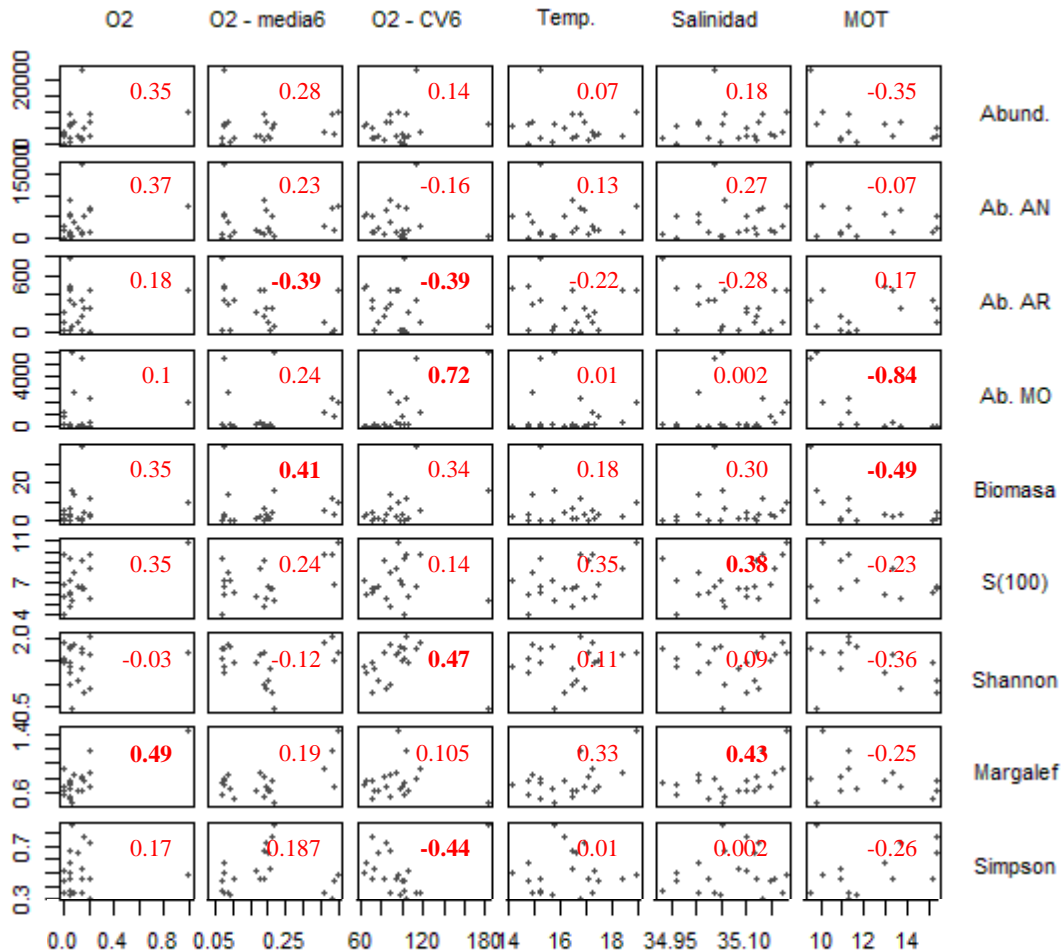 O2 O2 - media6 O2 - CV6 Temp. Salinidad MOT
20000 0.35 0.28 0.14 0.07 0.18 -0.35 Abund.
0 15000 0.37 0.23 -0.16 0.13 0.27 -0.07 Ab. AN
0 600 0.18 -0.39 -0.39 -0.22 -0.28 0.17 Ab. AR
0 4000 0.1 0.24 0.72 0.01 0.002 -0.84 Ab. MO
0 20 0.35 0.41 0.34 0.18 0.30 -0.49 Biomasa
0 11 7 0.35 0.24 0.14 0.35 0.38 -0.23 S(100)
4 2.0 -0.03 -0.12 0.47 0.11 0.09 -0.36 Shannon
0.5 1.4 0.49 0.19 0.105 0.33 0.43 -0.25 Margalef
0.6 0.7 0.17 0.187 -0.44 0.01 0.002 -0.26 Simpson
0.3
0.0 0.4 0.8 0.05 0.25 60 120 180 14 16 18 34.95 35.10 10 12 14